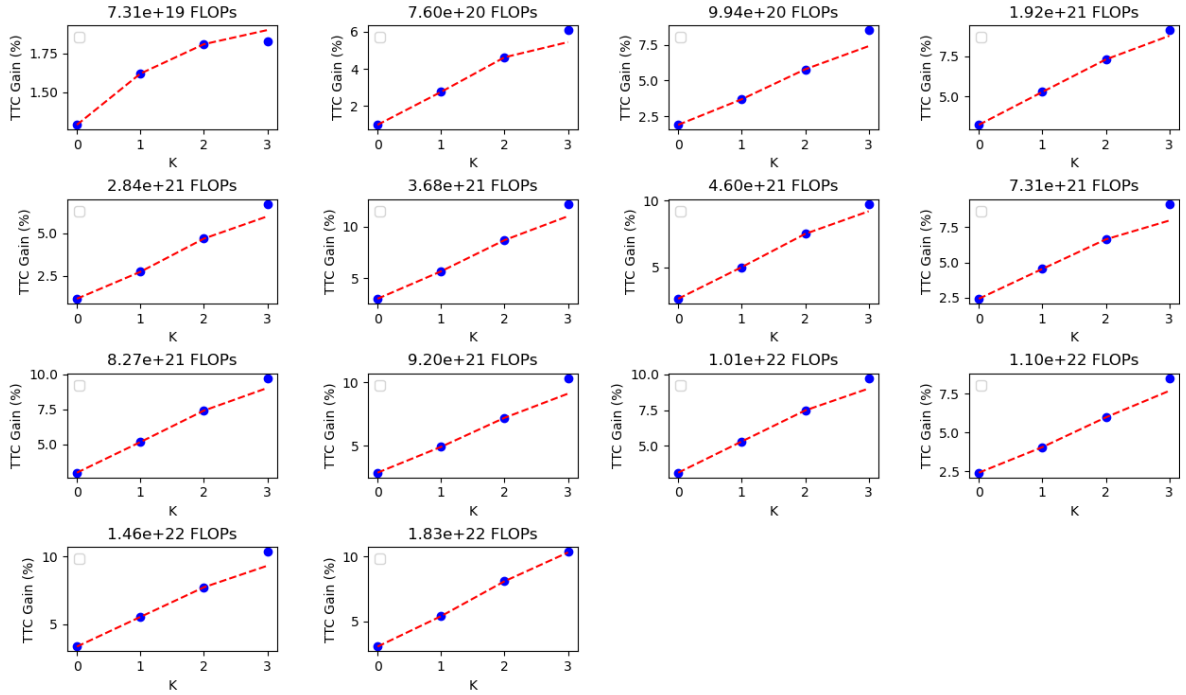 7.31e+19 FLOPs
TTC Gain (%)
1.75
1.50
0 1 2 3
K
7.60e+20 FLOPs
TTC Gain (%)
6
4
2
0 1 2 3
K
9.94e+20 FLOPs
TTC Gain (%)
7.5
5.0
2.5
0 1 2 3
K
1.92e+21 FLOPs
TTC Gain (%)
7.5
5.0
0 1 2 3
K
2.84e+21 FLOPs
TTC Gain (%)
5.0
2.5
0 1 2 3
K
3.68e+21 FLOPs
TTC Gain (%)
10
5
0 1 2 3
K
4.60e+21 FLOPs
TTC Gain (%)
10
5
0 1 2 3
K
7.31e+21 FLOPs
TTC Gain (%)
7.5
5.0
2.5
0 1 2 3
K
8.27e+21 FLOPs
TTC Gain (%)
10.0
7.5
5.0
0 1 2 3
K
9.20e+21 FLOPs
TTC Gain (%)
10
5
0 1 2 3
K
1.01e+22 FLOPs
TTC Gain (%)
10.0
7.5
5.0
0 1 2 3
K
1.10e+22 FLOPs
TTC Gain (%)
7.5
5.0
2.5
0 1 2 3
K
1.46e+22 FLOPs
TTC Gain (%)
10
5
0 1 2 3
K
1.83e+22 FLOPs
TTC Gain (%)
10
5
0 1 2 3
K